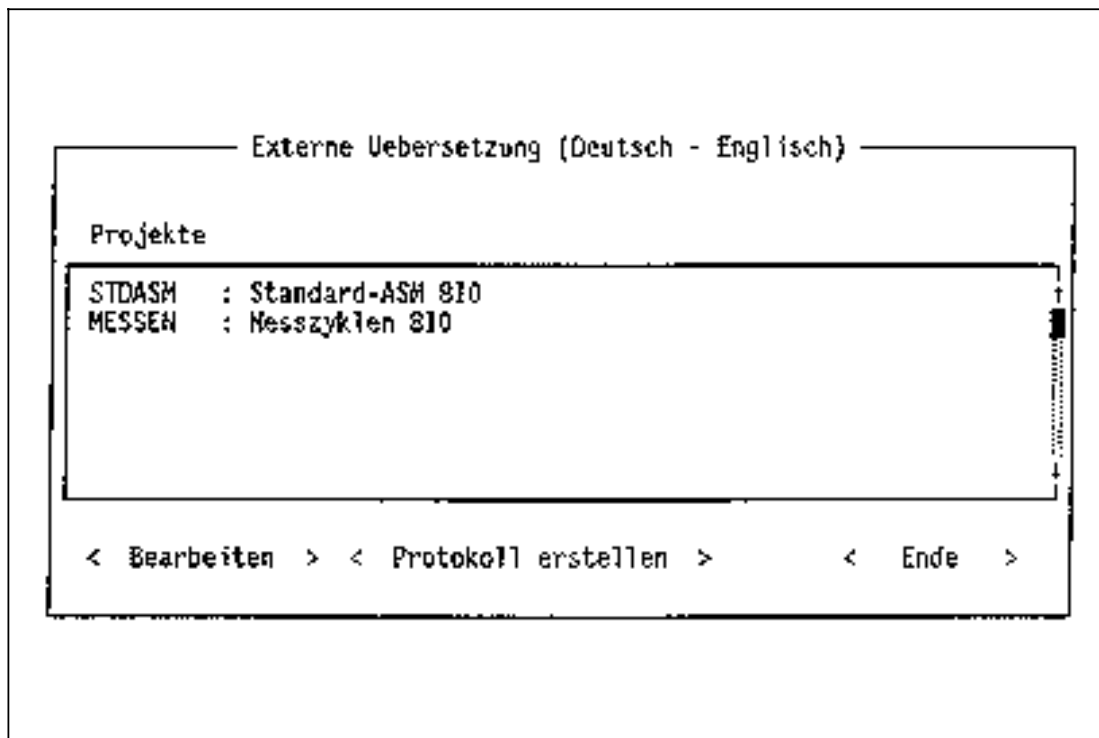 Externe Uebersetzung (Deutsch - Englisch)
Projekte
STDASM : Standard-ASM 810
MESSEN : Messzyklen 810
< Bearbeiten > < Protokoll erstellen > < Ende >